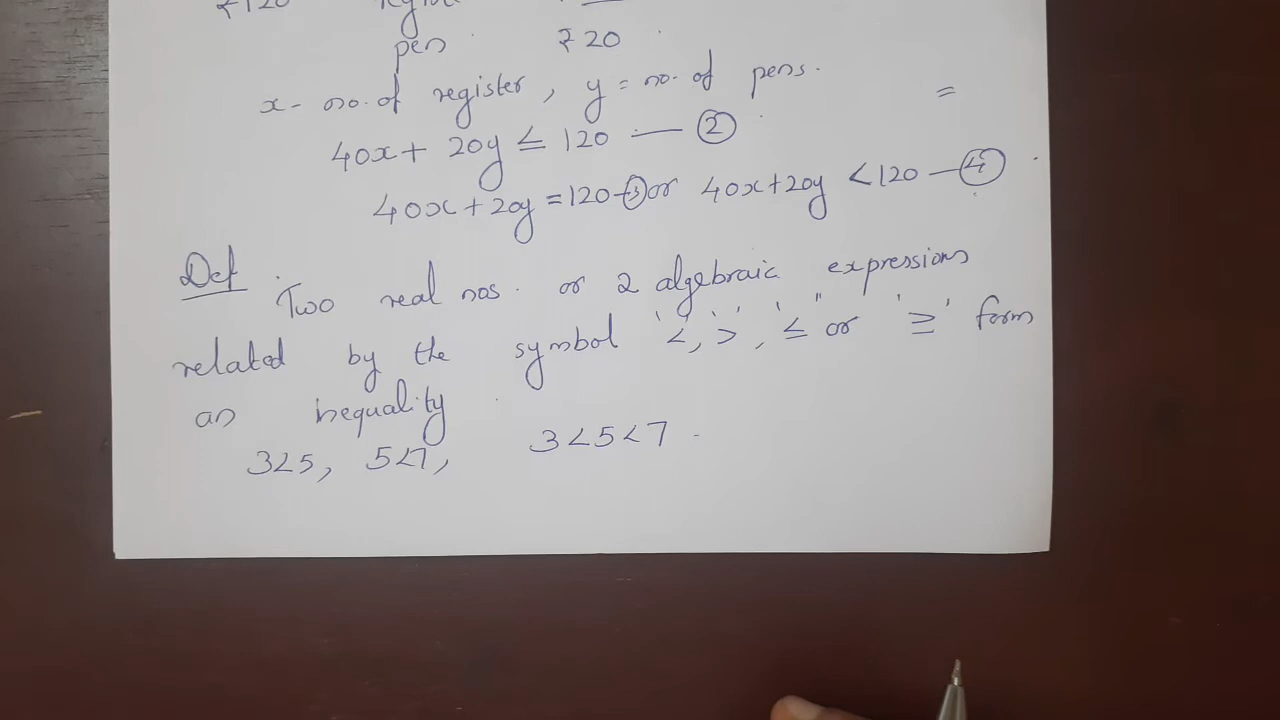 ₹120
pen ₹20
x - no. of register, y = no. of pens.
=
40x + 20y ≤ 120 — ②
40x + 20y = 120 - ③ or 40x + 20y < 120 - ④
Def : Two real nos. or 2 algebraic expressions
related by the symbol '<', '>', '≤" or '≥' form
an inequality
3<5, 5<7, 3<5<7.